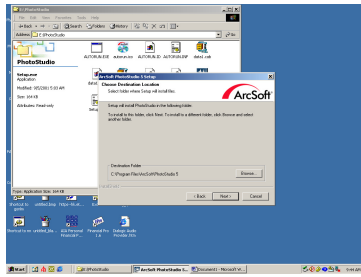 E:\PhotoStudio
File Edit View Favorites Tools Help
Back Search Folders History
Address E:\PhotoStudio Go
PhotoStudio
Setup.exe
Application
Modified: 9/5/2001 5:03 AM
Size: 164 KB
Attributes: Read-only
AUTORUN.EXE autorun.ico AUTORUN.ID AUTORUN.INF data1.cab
Type: Application Size: 164 KB
ArcSoft PhotoStudio 5 Setup
Choose Destination Location
Select folder where Setup will install files.
ArcSoft
Setup will install PhotoStudio in the following folder.
To install to this folder, click Next. To install to a different folder, click Browse and select
another folder.
Destination Folder
C:\Program Files\ArcSoft\PhotoStudio 5
Browse...
InstallShield
< Back Next > Cancel
Start E:\PhotoStudio ArcSoft PhotoStudio 5... Document1 - Microsoft W...